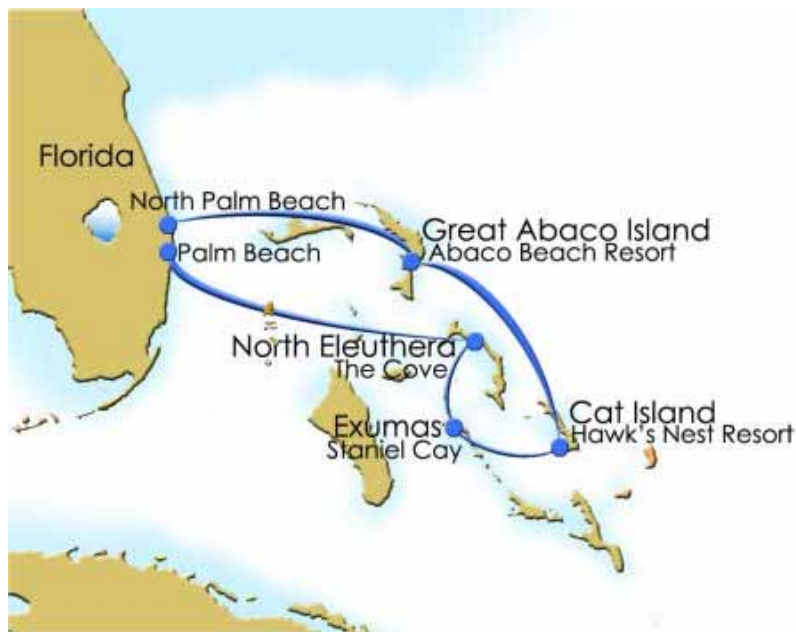 Florida
North Palm Beach
Palm Beach
Great Abaco Island
Abaco Beach Resort
North Eleuthera
The Cove
Exumas
Staniel Cay
Cat Island
Hawk's Nest Resort